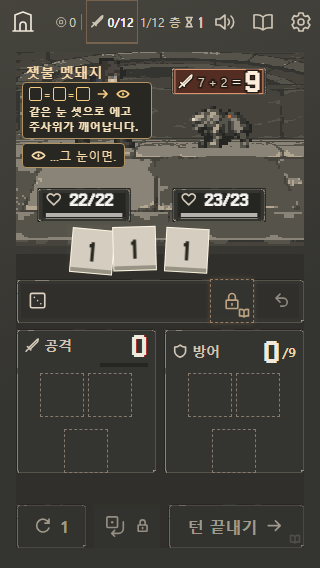 0 0/12 1/12 층 1
잿불 멧돼지
7 + 2 = 9
= = →
같은 눈 셋으로 에고
주사위가 깨어납니다.
...그 눈이면.
22/22 23/23
1 1 1
공격 0 방어 0/9
1 턴 끝내기 →